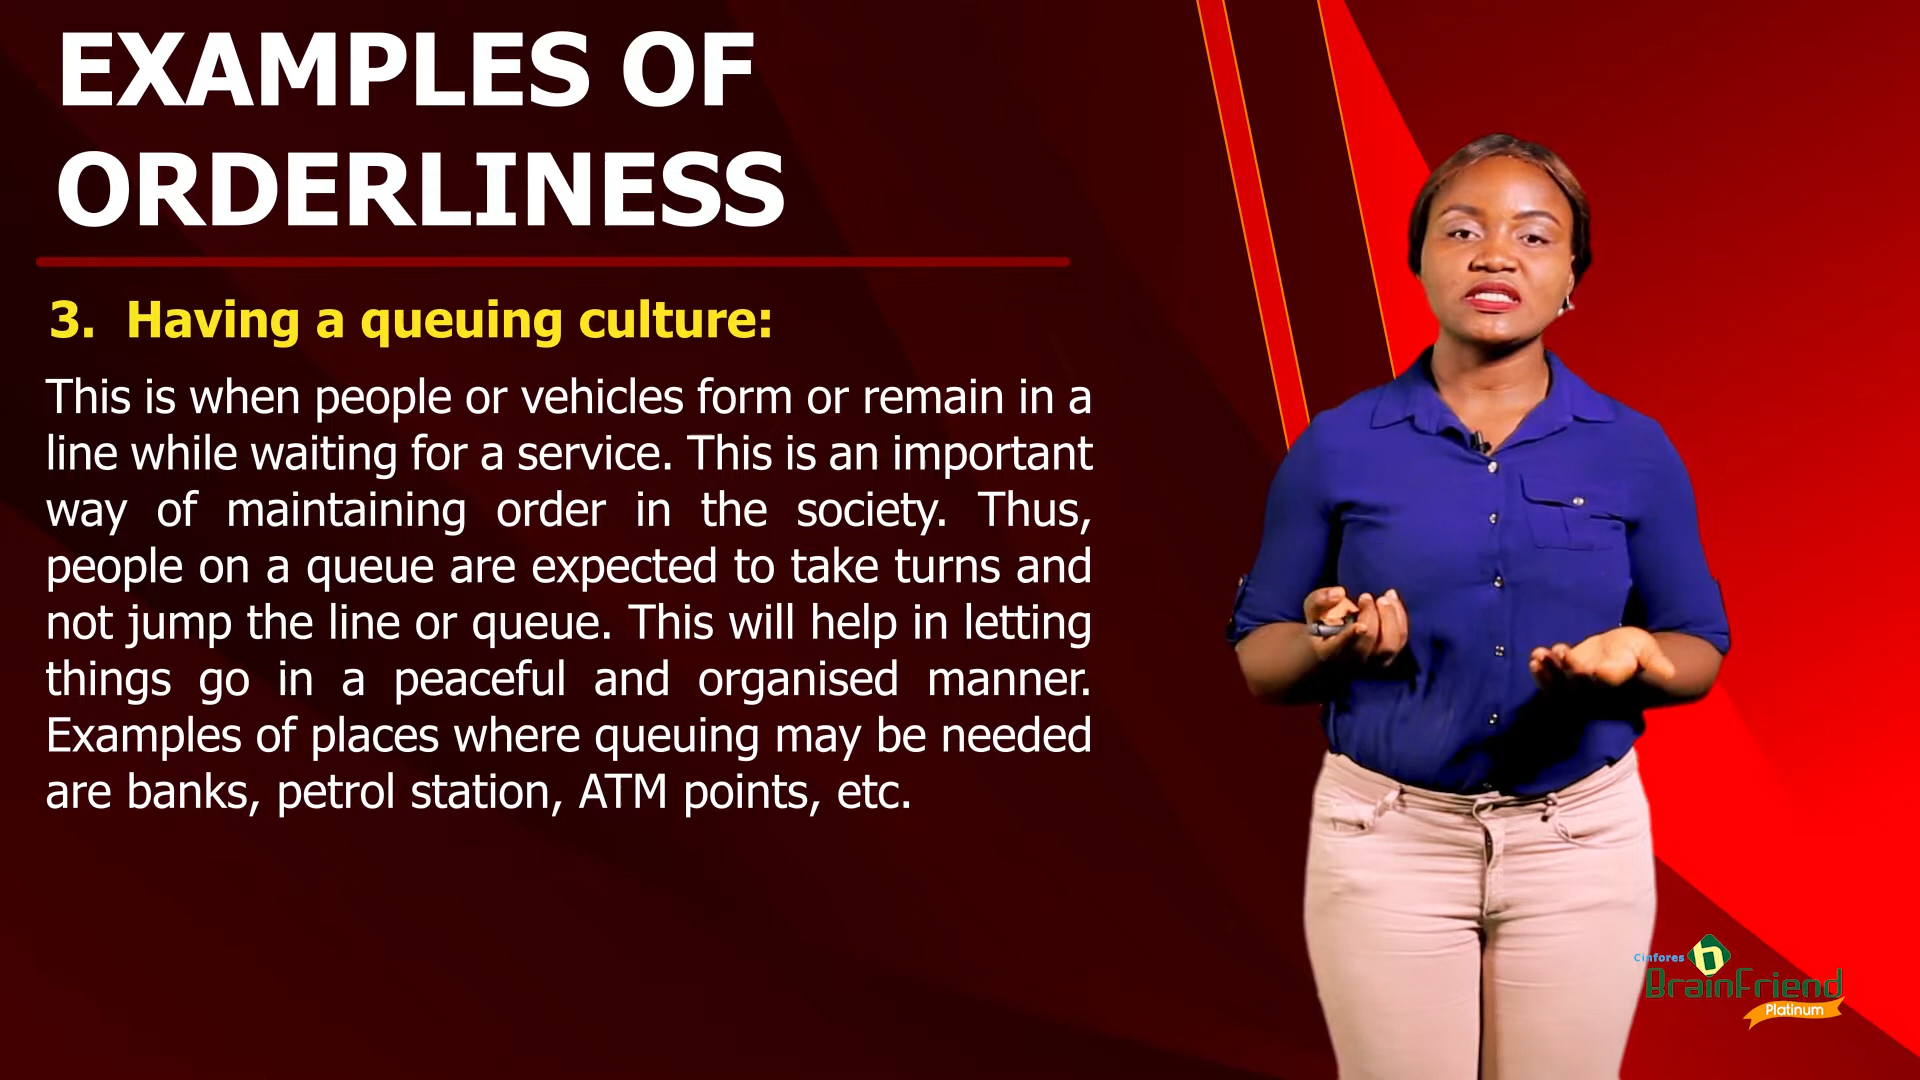 EXAMPLES OF
ORDERLINESS
3. Having a queuing culture:
This is when people or vehicles form or remain in a
line while waiting for a service. This is an important
way of maintaining order in the society. Thus,
people on a queue are expected to take turns and
not jump the line or queue. This will help in letting
things go in a peaceful and organised manner.
Examples of places where queuing may be needed
are banks, petrol station, ATM points, etc.
Cinfores
b
BrainFriend
Platinum